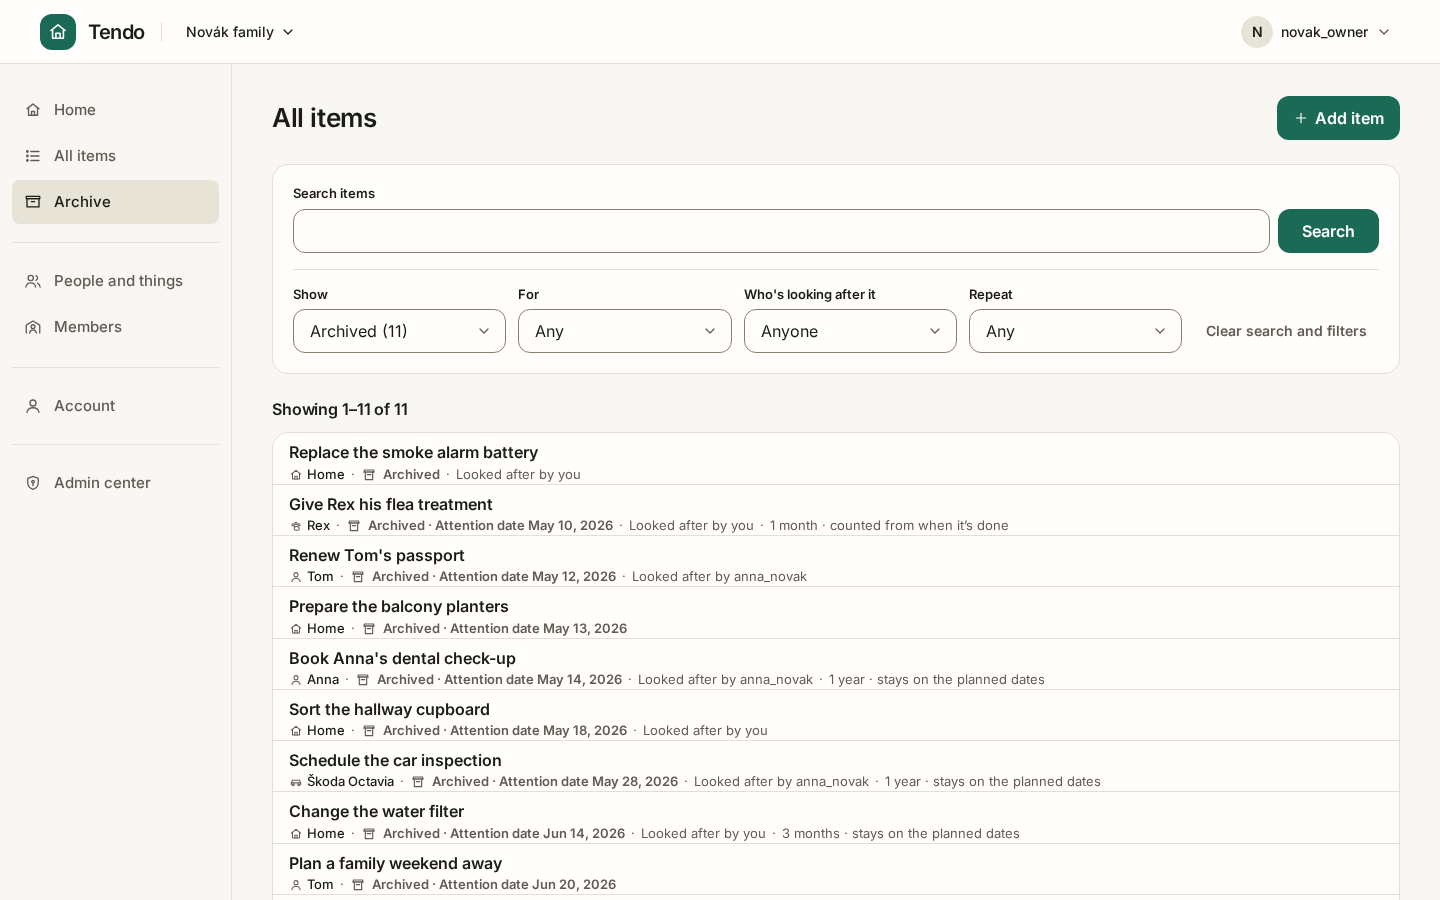 Tendo
Novák family
N novak_owner
Home
All items
Archive
People and things
Members
Account
Admin center
All items
+ Add item
Search items
Search
Show
For
Who's looking after it
Repeat
Archived (11)
Any
Anyone
Any
Clear search and filters
Showing 1–11 of 11
Replace the smoke alarm battery
Home · Archived · Looked after by you
Give Rex his flea treatment
Rex · Archived · Attention date May 10, 2026 · Looked after by you · 1 month · counted from when it’s done
Renew Tom's passport
Tom · Archived · Attention date May 12, 2026 · Looked after by anna_novak
Prepare the balcony planters
Home · Archived · Attention date May 13, 2026
Book Anna's dental check-up
Anna · Archived · Attention date May 14, 2026 · Looked after by anna_novak · 1 year · stays on the planned dates
Sort the hallway cupboard
Home · Archived · Attention date May 18, 2026 · Looked after by you
Schedule the car inspection
Škoda Octavia · Archived · Attention date May 28, 2026 · Looked after by anna_novak · 1 year · stays on the planned dates
Change the water filter
Home · Archived · Attention date Jun 14, 2026 · Looked after by you · 3 months · stays on the planned dates
Plan a family weekend away
Tom · Archived · Attention date Jun 20, 2026